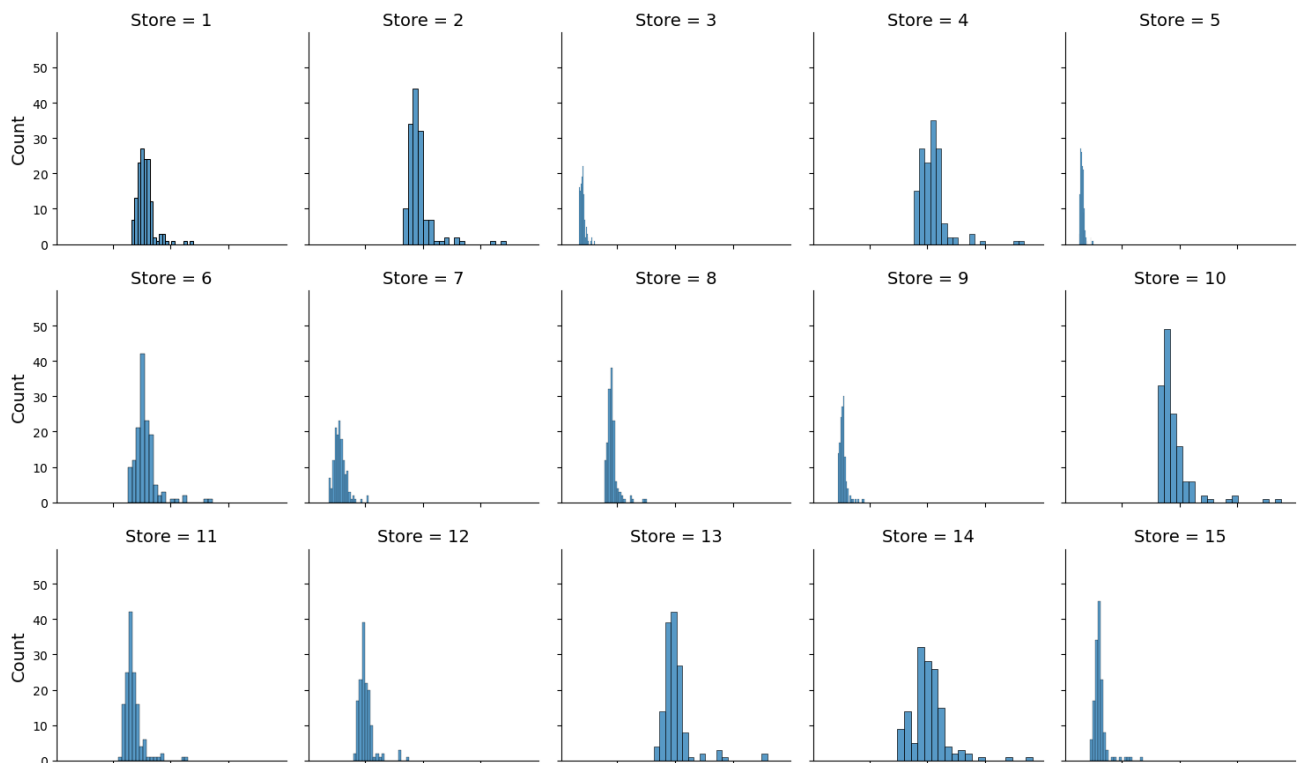 Store = 1
Store = 2
Store = 3
Store = 4
Store = 5
50
40
30
20
10
0
Count
Store = 6
Store = 7
Store = 8
Store = 9
Store = 10
50
40
30
20
10
0
Count
Store = 11
Store = 12
Store = 13
Store = 14
Store = 15
50
40
30
20
10
0
Count